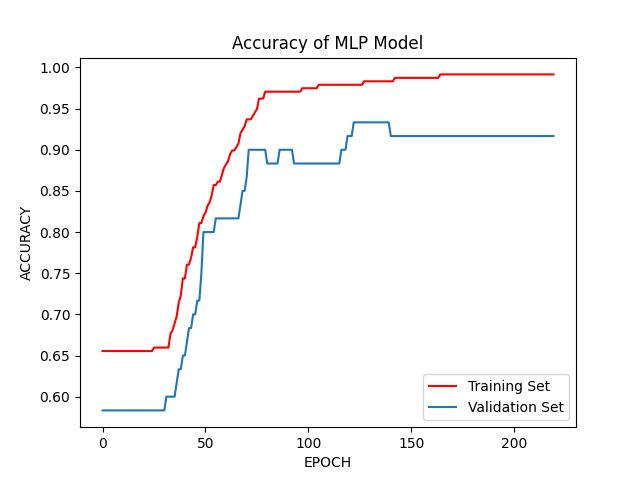 Accuracy of MLP Model
1.00
0.95
0.90
0.85
0.80
0.75
0.70
0.65
0.60
ACCURACY
0 50 100 150 200
EPOCH
Training Set
Validation Set